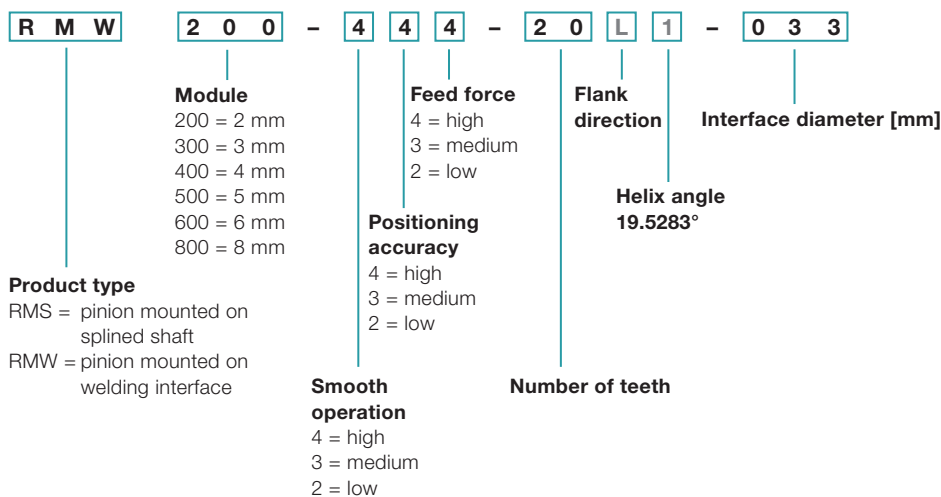 R M W 2 0 0 – 4 4 4 – 2 0 L 1 – 0 3 3
Module
200 = 2 mm
300 = 3 mm
400 = 4 mm
500 = 5 mm
600 = 6 mm
800 = 8 mm
Feed force
4 = high
3 = medium
2 = low
Flank
direction
Interface diameter [mm]
Helix angle
19.5283°
Positioning
accuracy
4 = high
3 = medium
2 = low
Product type
RMS = pinion mounted on
splined shaft
RMW = pinion mounted on
welding interface
Smooth
operation
4 = high
3 = medium
2 = low
Number of teeth